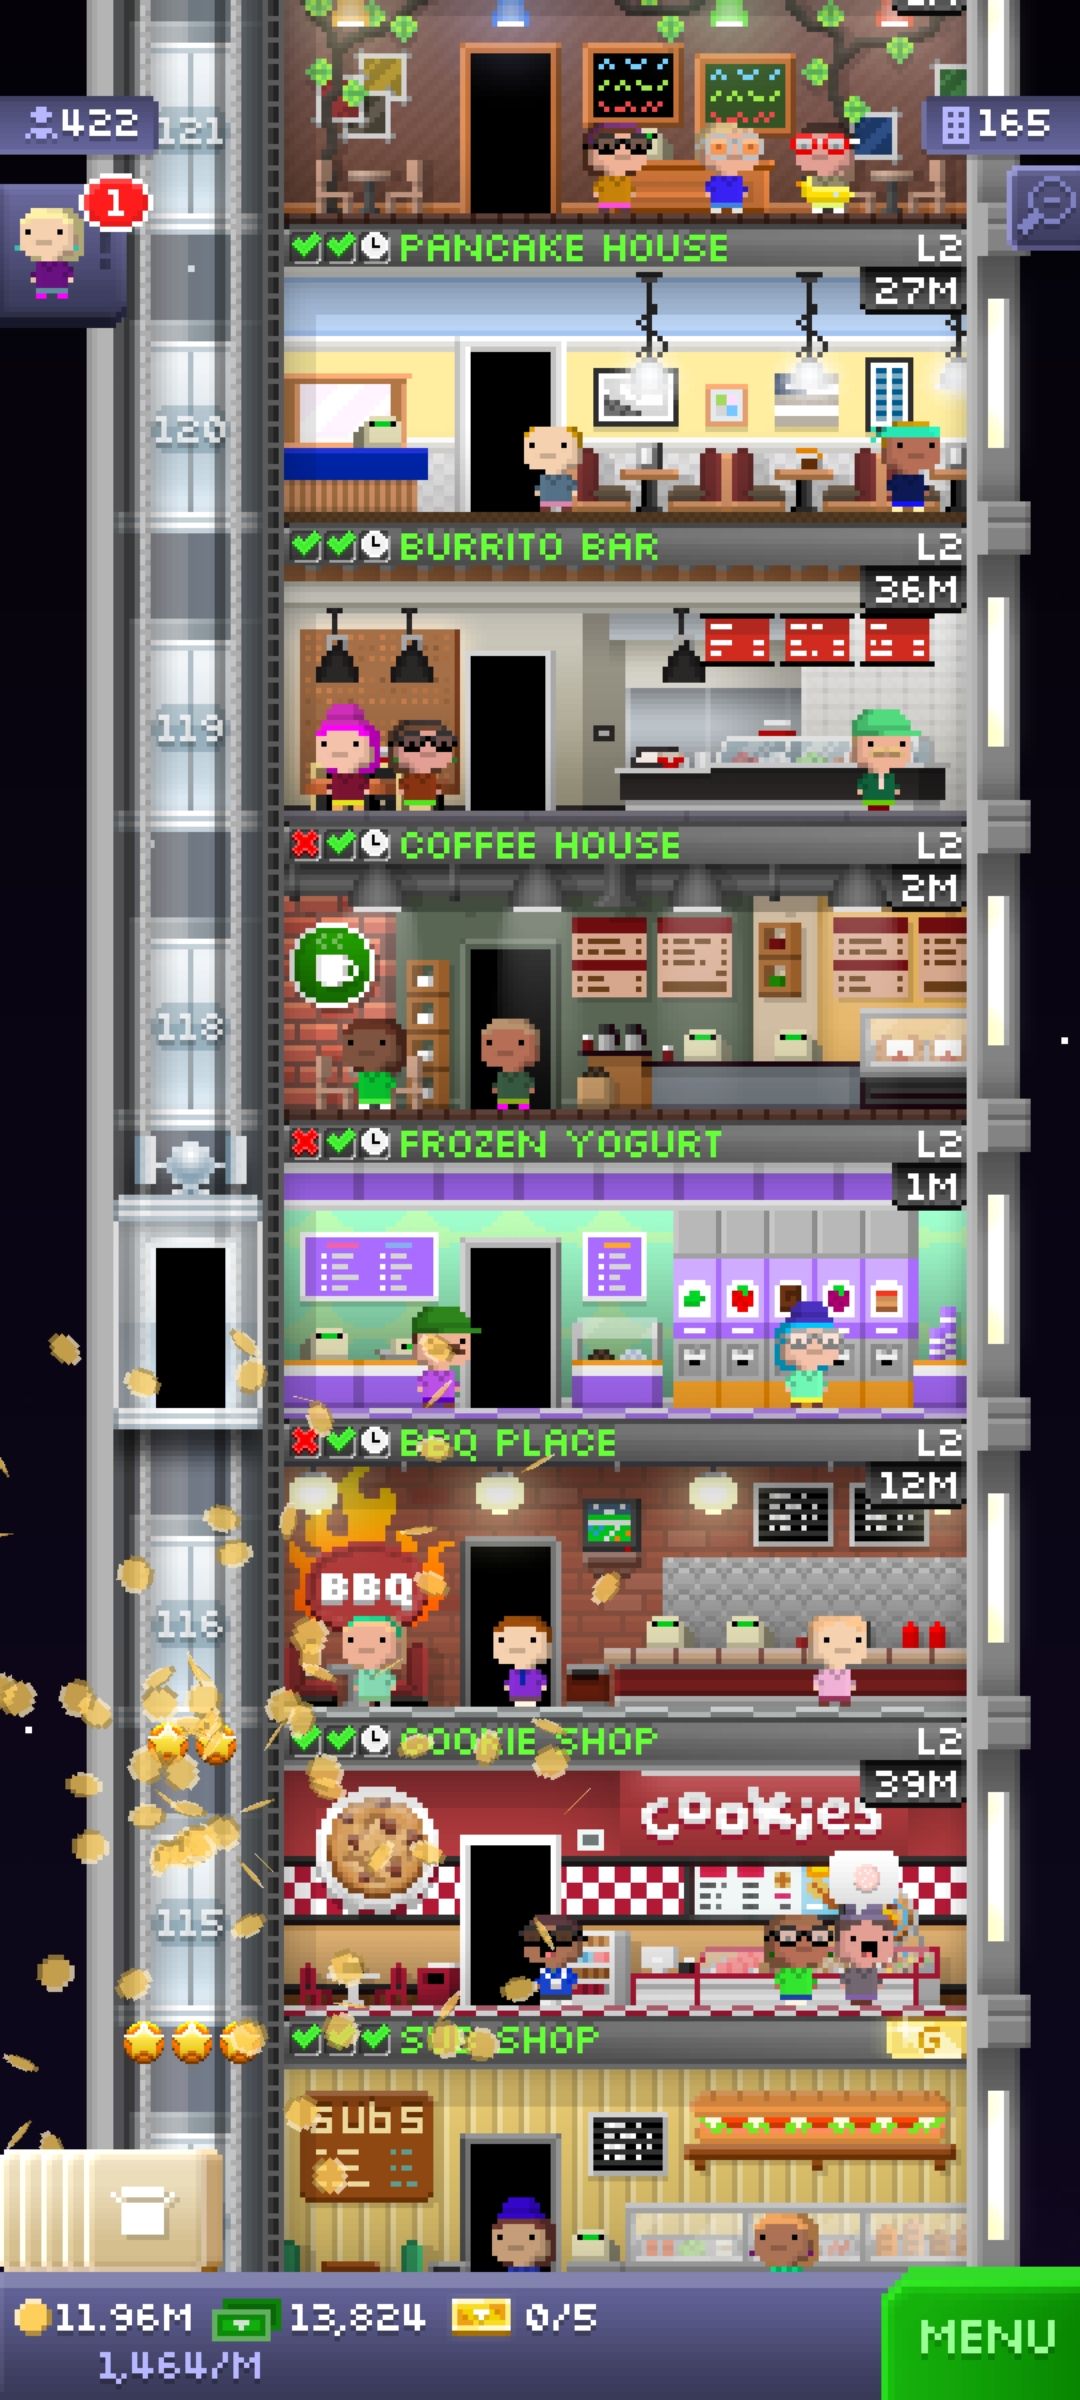 422
121
165
1
PANCAKE HOUSE L2
27M
120
BURRITO BAR L2
36M
119
COFFEE HOUSE L2
2M
118
FROZEN YOGURT L2
1M
BBQ PLACE L2
12M
BBQ
116
COOKIE SHOP L2
39M
cookies
115
SUB SHOP G
SUBS
11.96M 13,824 0/5
MENU
1,464/M